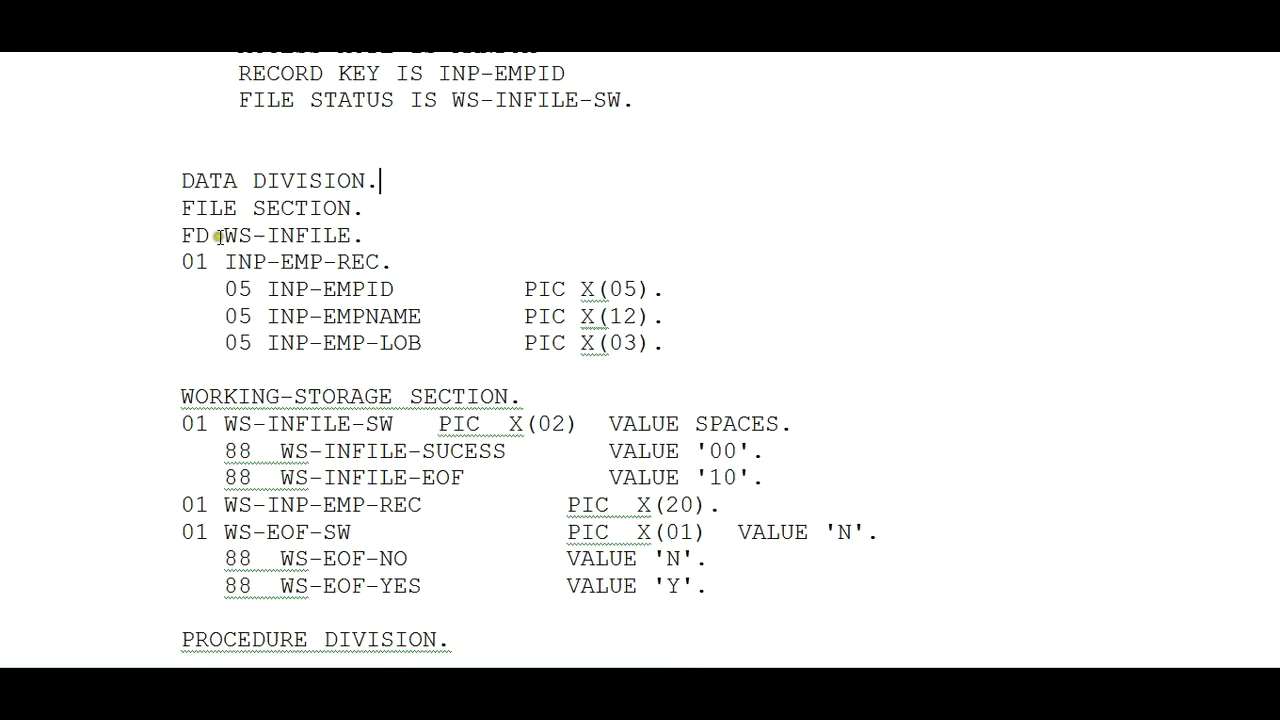 RECORD KEY IS INP-EMPID
FILE STATUS IS WS-INFILE-SW.
DATA DIVISION.
FILE SECTION.
FD WS-INFILE.
01 INP-EMP-REC.
05 INP-EMPID PIC X(05).
05 INP-EMPNAME PIC X(12).
05 INP-EMP-LOB PIC X(03).
WORKING-STORAGE SECTION.
01 WS-INFILE-SW PIC X(02) VALUE SPACES.
88 WS-INFILE-SUCESS VALUE '00'.
88 WS-INFILE-EOF VALUE '10'.
01 WS-INP-EMP-REC PIC X(20).
01 WS-EOF-SW PIC X(01) VALUE 'N'.
88 WS-EOF-NO VALUE 'N'.
88 WS-EOF-YES VALUE 'Y'.
PROCEDURE DIVISION.